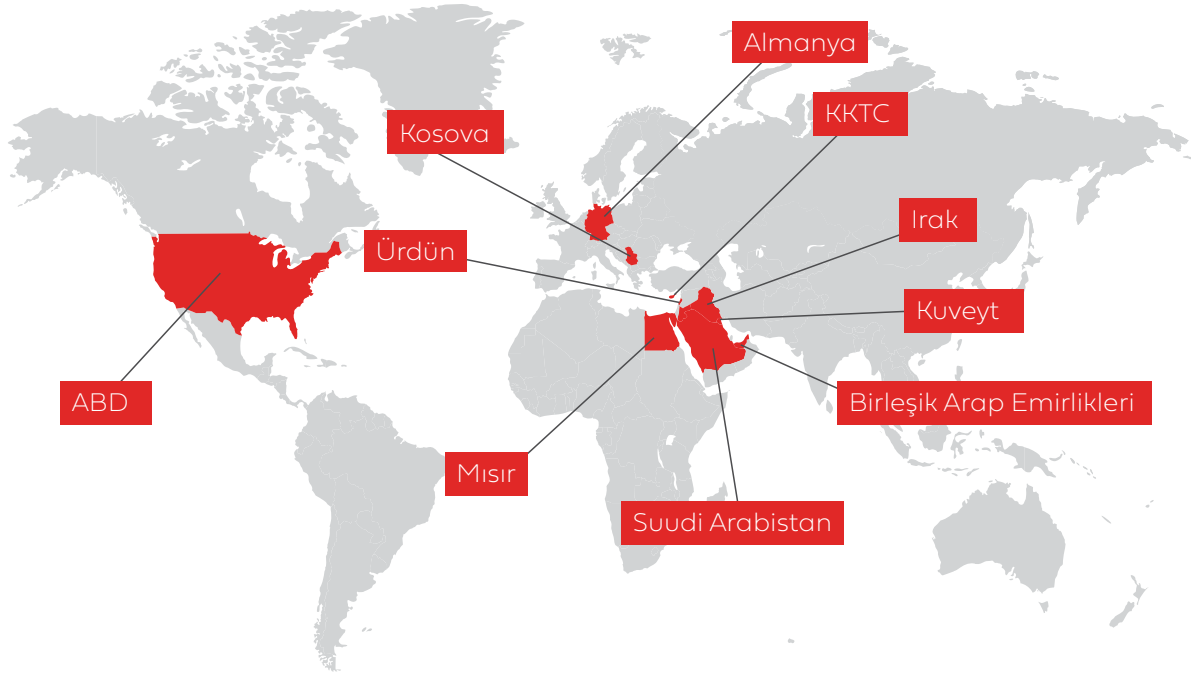 Almanya
KKTC
Kosova
Irak
Ürdün
Kuveyt
ABD
Birleşik Arap Emirlikleri
Mısır
Suudi Arabistan